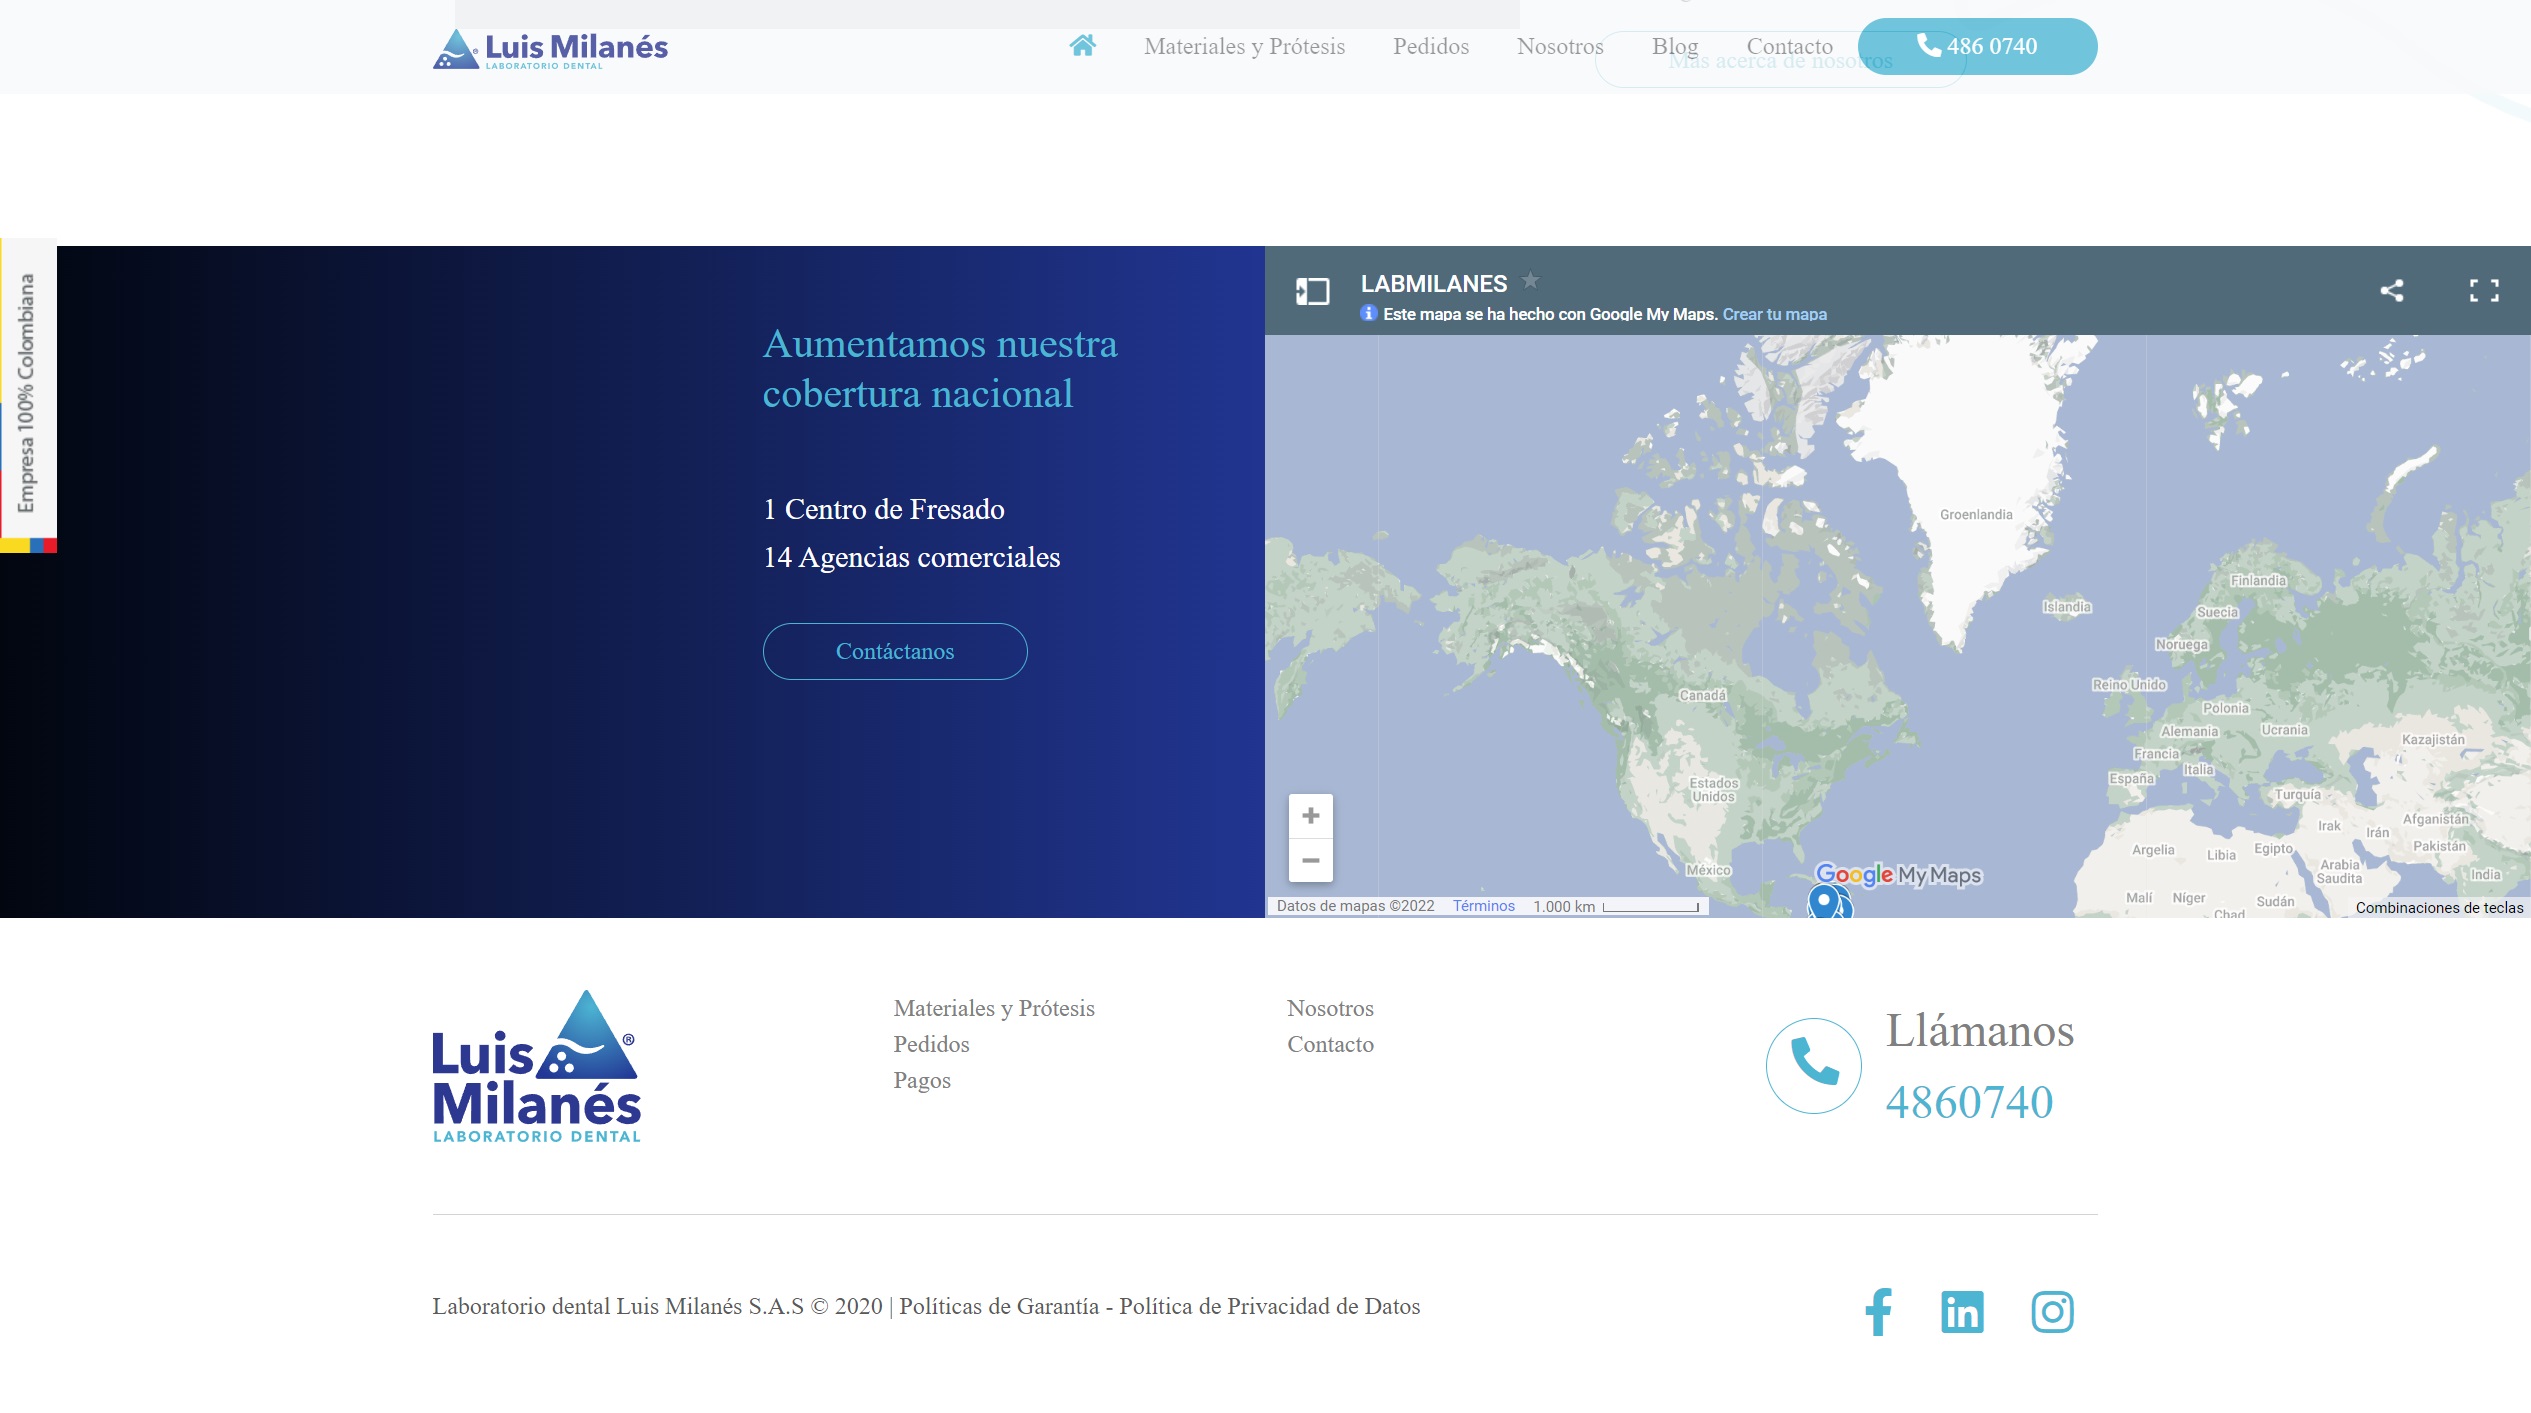 Luis Milanés
LABORATORIO DENTAL
Materiales y Prótesis
Pedidos
Nosotros
Blog
Contacto
486 0740
Más acerca de nosotros
Empresa 100% Colombiana
Aumentamos nuestra
cobertura nacional
1 Centro de Fresado
14 Agencias comerciales
Contáctanos
LABMILANES
Este mapa se ha hecho con Google My Maps. Crear tu mapa
Groenlandia
Finlandia
Islandia
Suecia
Noruega
Canadá
Reino Unido
Polonia
Alemania
Ucrania
Kazajistán
Francia
Italia
España
Estados
Unidos
Turquía
Irak
Irán
Afganistán
Argelia
Libia
Egipto
Pakistán
México
Arabia
Saudita
India
Google My Maps
Malí
Níger
Sudán
Chad
Datos de mapas ©2022
Términos
1.000 km
Combinaciones de teclas
Luis
Milanés
LABORATORIO DENTAL
®
Materiales y Prótesis
Pedidos
Pagos
Nosotros
Contacto
Llámanos
4860740
Laboratorio dental Luis Milanés S.A.S © 2020 | Políticas de Garantía - Política de Privacidad de Datos